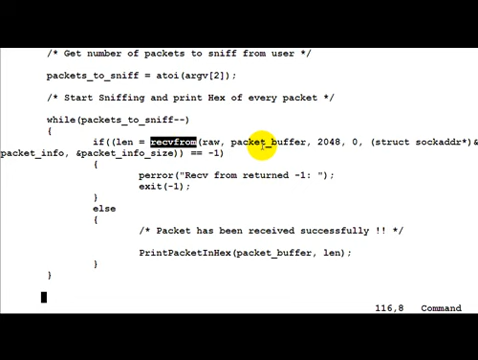 /* Get number of packets to sniff from user */
packets_to_sniff = atoi(argv[2]);
/* Start Sniffing and print Hex of every packet */
while(packets_to_sniff--)
{
if((len = recvfrom(raw, packet_buffer, 2048, 0, (struct sockaddr*)&
packet_info, &packet_info_size)) == -1)
{
perror("Recv from returned -1: ");
exit(-1);
}
else
{
/* Packet has been received successfully !! */
PrintPacketInHex(packet_buffer, len);
}
}
116,8 Command